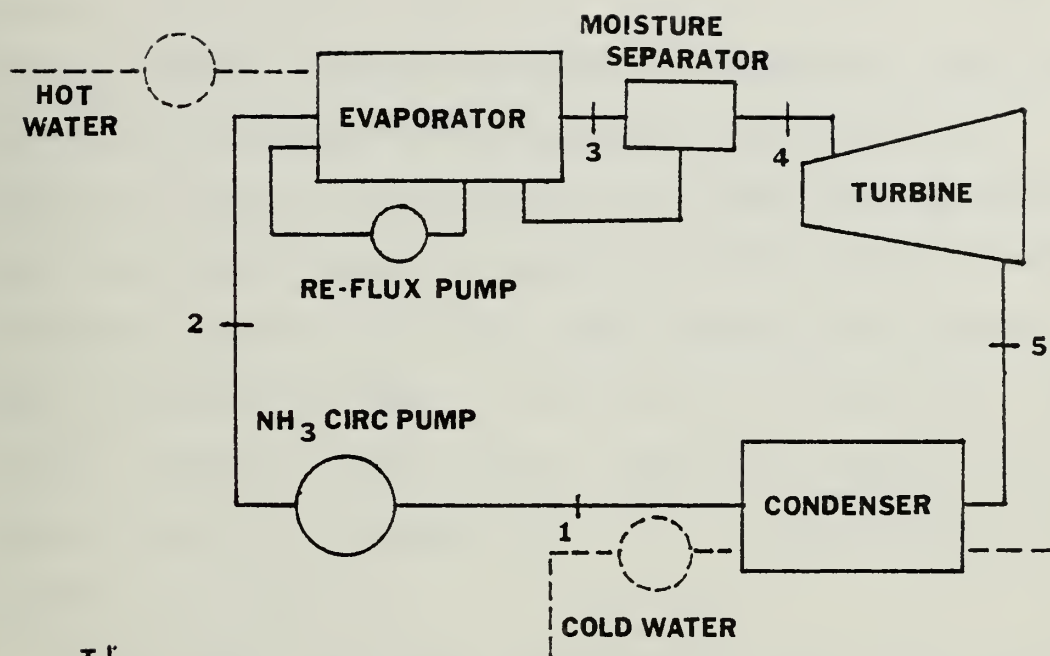 MOISTURE
SEPARATOR
HOT
WATER
EVAPORATOR
3
4
TURBINE
RE-FLUX PUMP
2
5
NH3 CIRC PUMP
CONDENSER
1
COLD WATER